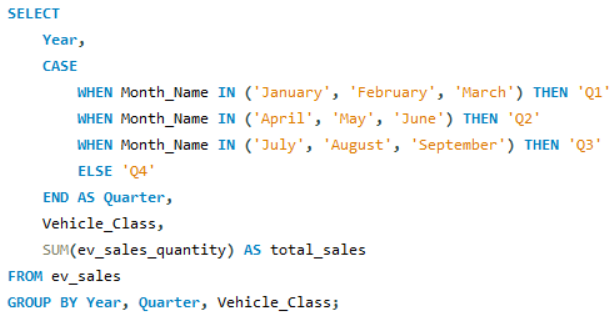 SELECT
Year,
CASE
WHEN Month_Name IN ('January', 'February', 'March') THEN 'Q1'
WHEN Month_Name IN ('April', 'May', 'June') THEN 'Q2'
WHEN Month_Name IN ('July', 'August', 'September') THEN 'Q3'
ELSE 'Q4'
END AS Quarter,
Vehicle_Class,
SUM(ev_sales_quantity) AS total_sales
FROM ev_sales
GROUP BY Year, Quarter, Vehicle_Class;